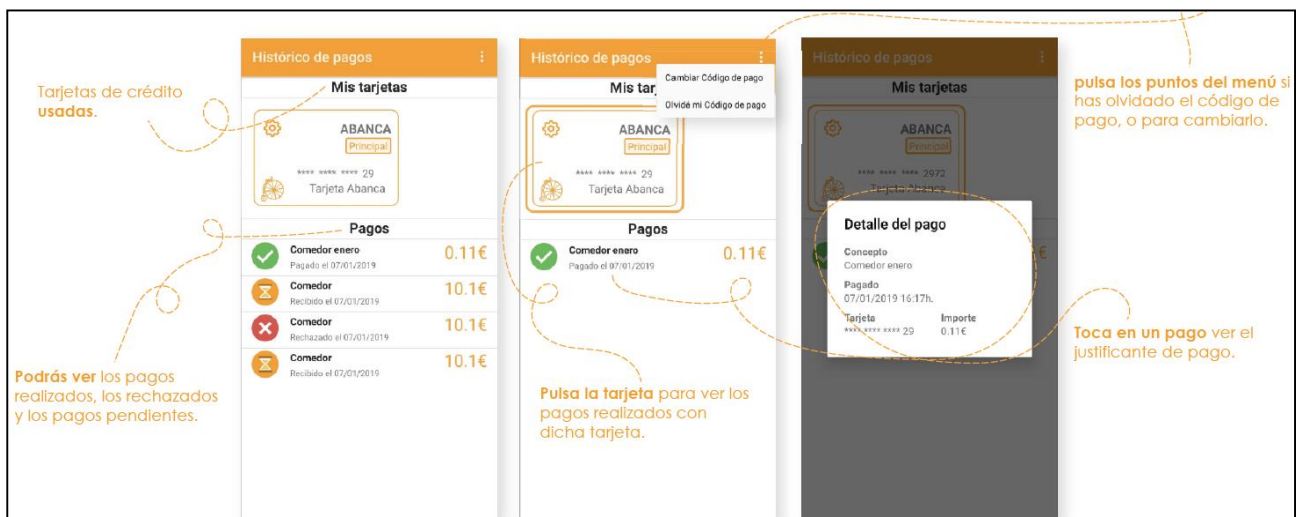 Tarjetas de crédito
usadas.
Podrás ver los pagos
realizados, los rechazados
y los pagos pendientes.
Histórico de pagos
Mis tarjetas
ABANCA
Principal
**** **** **** 29
Tarjeta Abanca
Pagos
Comedor enero
Pagado el 07/01/2019
0.11€
Comedor
Recibido el 07/01/2019
10.1€
Comedor
Rechazado el 07/01/2019
10.1€
Comedor
Recibido el 07/01/2019
10.1€
Histórico de pagos
Cambiar Código de pago
Olvidé mi Código de pago
Mis tar
ABANCA
Principal
**** **** **** 29
Tarjeta Abanca
Pagos
Comedor enero
Pagado el 07/01/2019
0.11€
Pulsa la tarjeta para ver los
pagos realizados con
dicha tarjeta.
Histórico de pagos
Mis tarjetas
ABANCA
Principal
**** **** **** 2972
Tarjeta Abanca
Detalle del pago
Concepto
Comedor enero
Pagado
07/01/2019 16:17h.
Tarjeta Importe
**** **** **** 29 0.11€
€
pulsa los puntos del menú si
has olvidado el código de
pago, o para cambiarlo.
Toca en un pago ver el
justificante de pago.